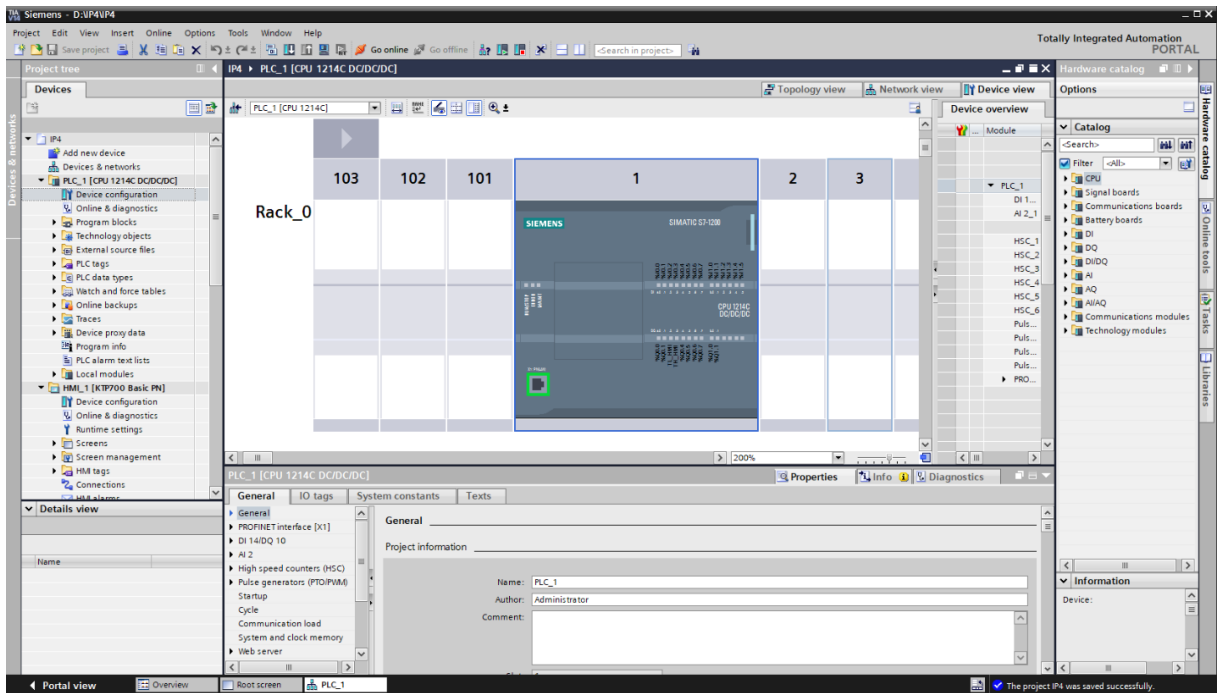 Siemens - D:\IP4\IP4
Project Edit View Insert Online Options Tools Window Help
Save project Go online Go offline <Search in project>
Totally Integrated Automation
PORTAL
Project tree
IP4 PLC_1 [CPU 1214C DC/DC/DC]
Hardware catalog
Devices
Topology view Network view Device view
Options
PLC_1 [CPU 1214C]
Device overview
Devices & networks
IP4
Add new device
Devices & networks
PLC_1 [CPU 1214C DC/DC/DC]
Device configuration
Online & diagnostics
Program blocks
Technology objects
External source files
PLC tags
PLC data types
Watch and force tables
Online backups
Traces
Device proxy data
Program info
PLC alarm text lists
Local modules
HMI_1 [KTP700 Basic PN]
Device configuration
Online & diagnostics
Runtime settings
Screens
Screen management
HMI tags
Connections
HMI alarms
Details view
Name
103 102 101 1 2 3
Rack_0
SIEMENS SIMATIC S7-1200
CPU 1214C
DC/DC/DC
200%
... Module
PLC_1
DI 1...
AI 2_1
HSC_1
HSC_2
HSC_3
HSC_4
HSC_5
HSC_6
Puls...
Puls...
Puls...
Puls...
PRO...
Catalog
<Search>
Filter <All>
CPU
Signal boards
Communications boards
Battery boards
DI
DQ
DI/DQ
AI
AQ
AI/AQ
Communications modules
Technology modules
Hardware catalog
Online tools
Tasks
Libraries
Information
Device:
PLC_1 [CPU 1214C DC/DC/DC]
Properties Info Diagnostics
General IO tags System constants Texts
General
PROFINET interface [X1]
DI 14/DQ 10
AI 2
High speed counters (HSC)
Pulse generators (PTO/PWM)
Startup
Cycle
Communication load
System and clock memory
Web server
General
Project information
Name: PLC_1
Author: Administrator
Comment:
Portal view Overview Root screen PLC_1
The project IP4 was saved successfully.